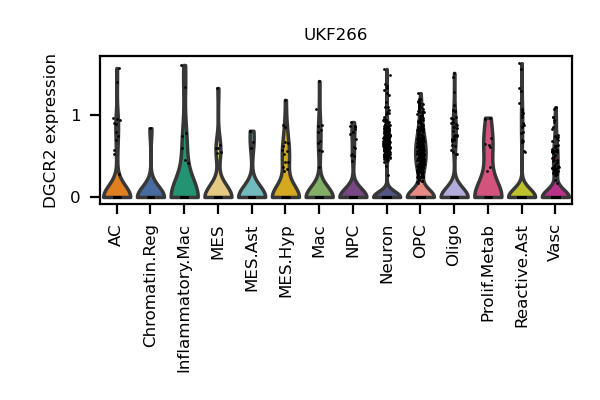 UKF266
DGCR2 expression
1
0
AC
Chromatin.Reg
Inflammatory.Mac
MES
MES.Ast
MES.Hyp
Mac
NPC
Neuron
OPC
Oligo
Prolif.Metab
Reactive.Ast
Vasc